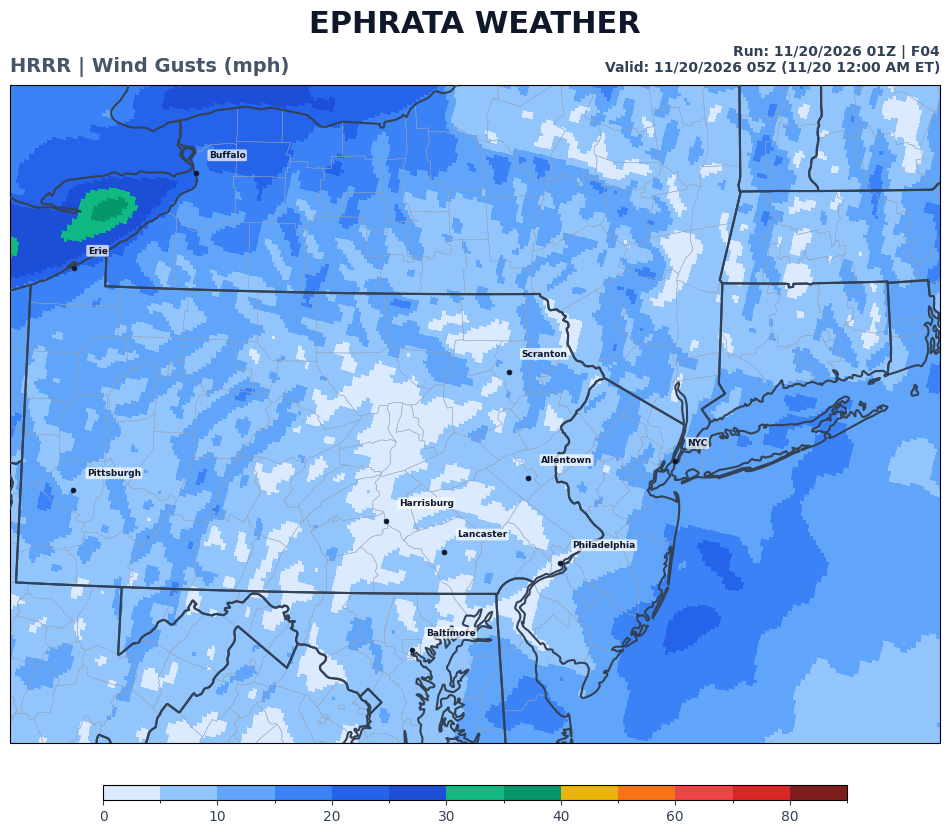 EPHRATA WEATHER
HRRR | Wind Gusts (mph)
Run: 11/20/2026 01Z | F04
Valid: 11/20/2026 05Z (11/20 12:00 AM ET)
Buffalo
Erie
Scranton
NYC
Allentown
Pittsburgh
Harrisburg
Lancaster
Philadelphia
Baltimore
0 10 20 30 40 50 60 70 80